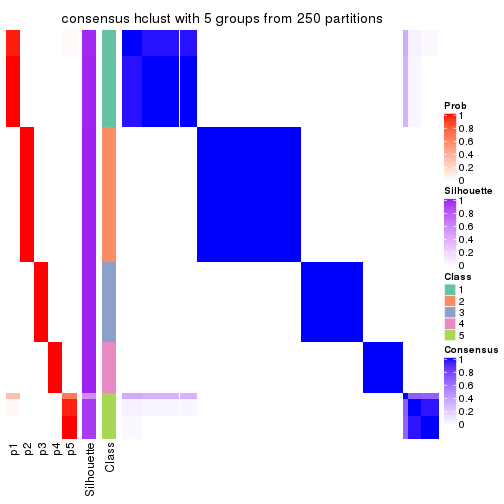 consensus hclust with 5 groups from 250 partitions
Prob
1
0.8
0.6
0.4
0.2
0
Silhouette
1
0.8
0.6
0.4
0.2
0
Class
1
2
3
4
5
Consensus
1
0.8
0.6
0.4
0.2
0
p1
p2
p3
p4
p5
Silhouette
Class